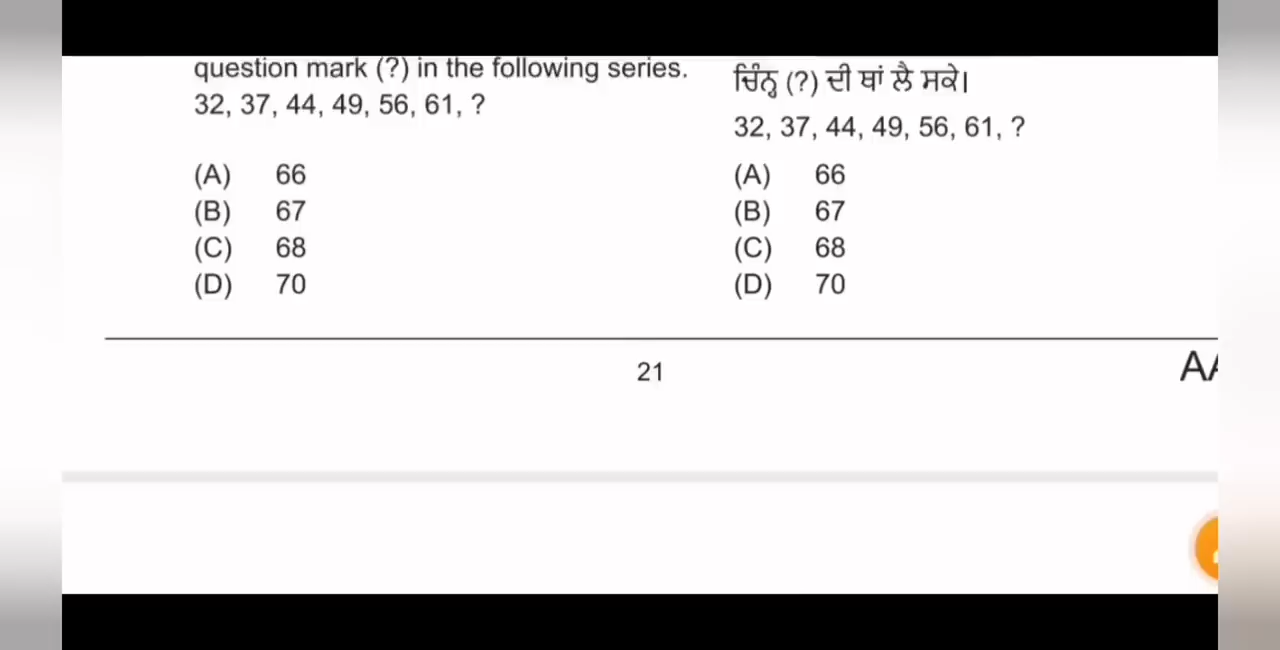 question mark (?) in the following series.
32, 37, 44, 49, 56, 61, ?
(A) 66
(B) 67
(C) 68
(D) 70
ਚਿੰਨ੍ਹ (?) ਦੀ ਥਾਂ ਲੈ ਸਕੇ।
32, 37, 44, 49, 56, 61, ?
(A) 66
(B) 67
(C) 68
(D) 70
21